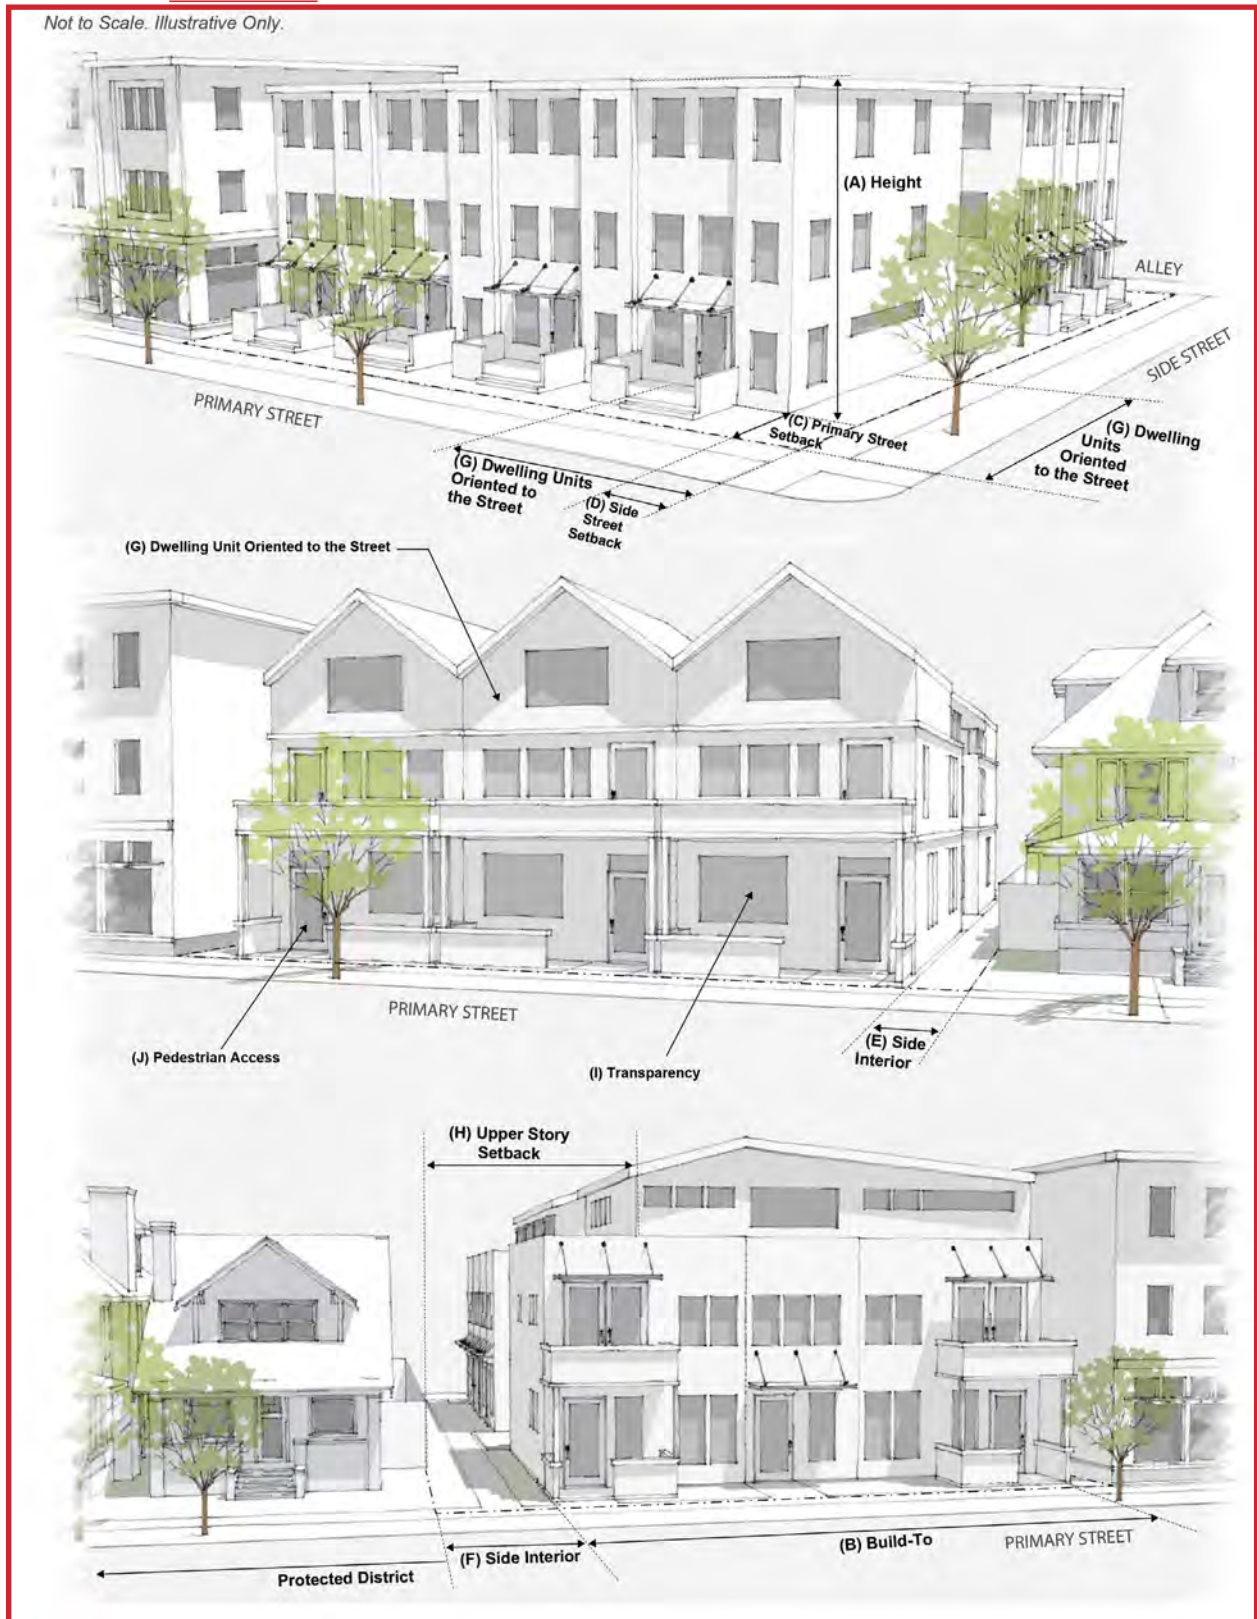 Not to Scale. Illustrative Only.
(A) Height
ALLEY
SIDE STREET
PRIMARY STREET
(C) Primary Street
Setback
(G) Dwelling
Units
Oriented
to the Street
(G) Dwelling Units
Oriented to
the Street
(D) Side
Street
Setback
(G) Dwelling Unit Oriented to the Street
PRIMARY STREET
(J) Pedestrian Access
(I) Transparency
(E) Side
Interior
(H) Upper Story
Setback
(F) Side Interior
(B) Build-To
PRIMARY STREET
Protected District